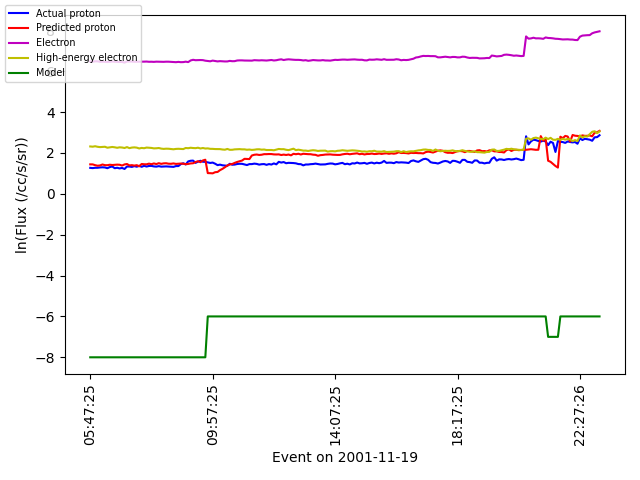 Actual proton
Predicted proton
Electron
High-energy electron
Model
4
2
0
−2
−4
−6
−8
ln(Flux (/cc/s/sr))
05:47:25
09:57:25
14:07:25
18:17:25
22:27:26
Event on 2001-11-19